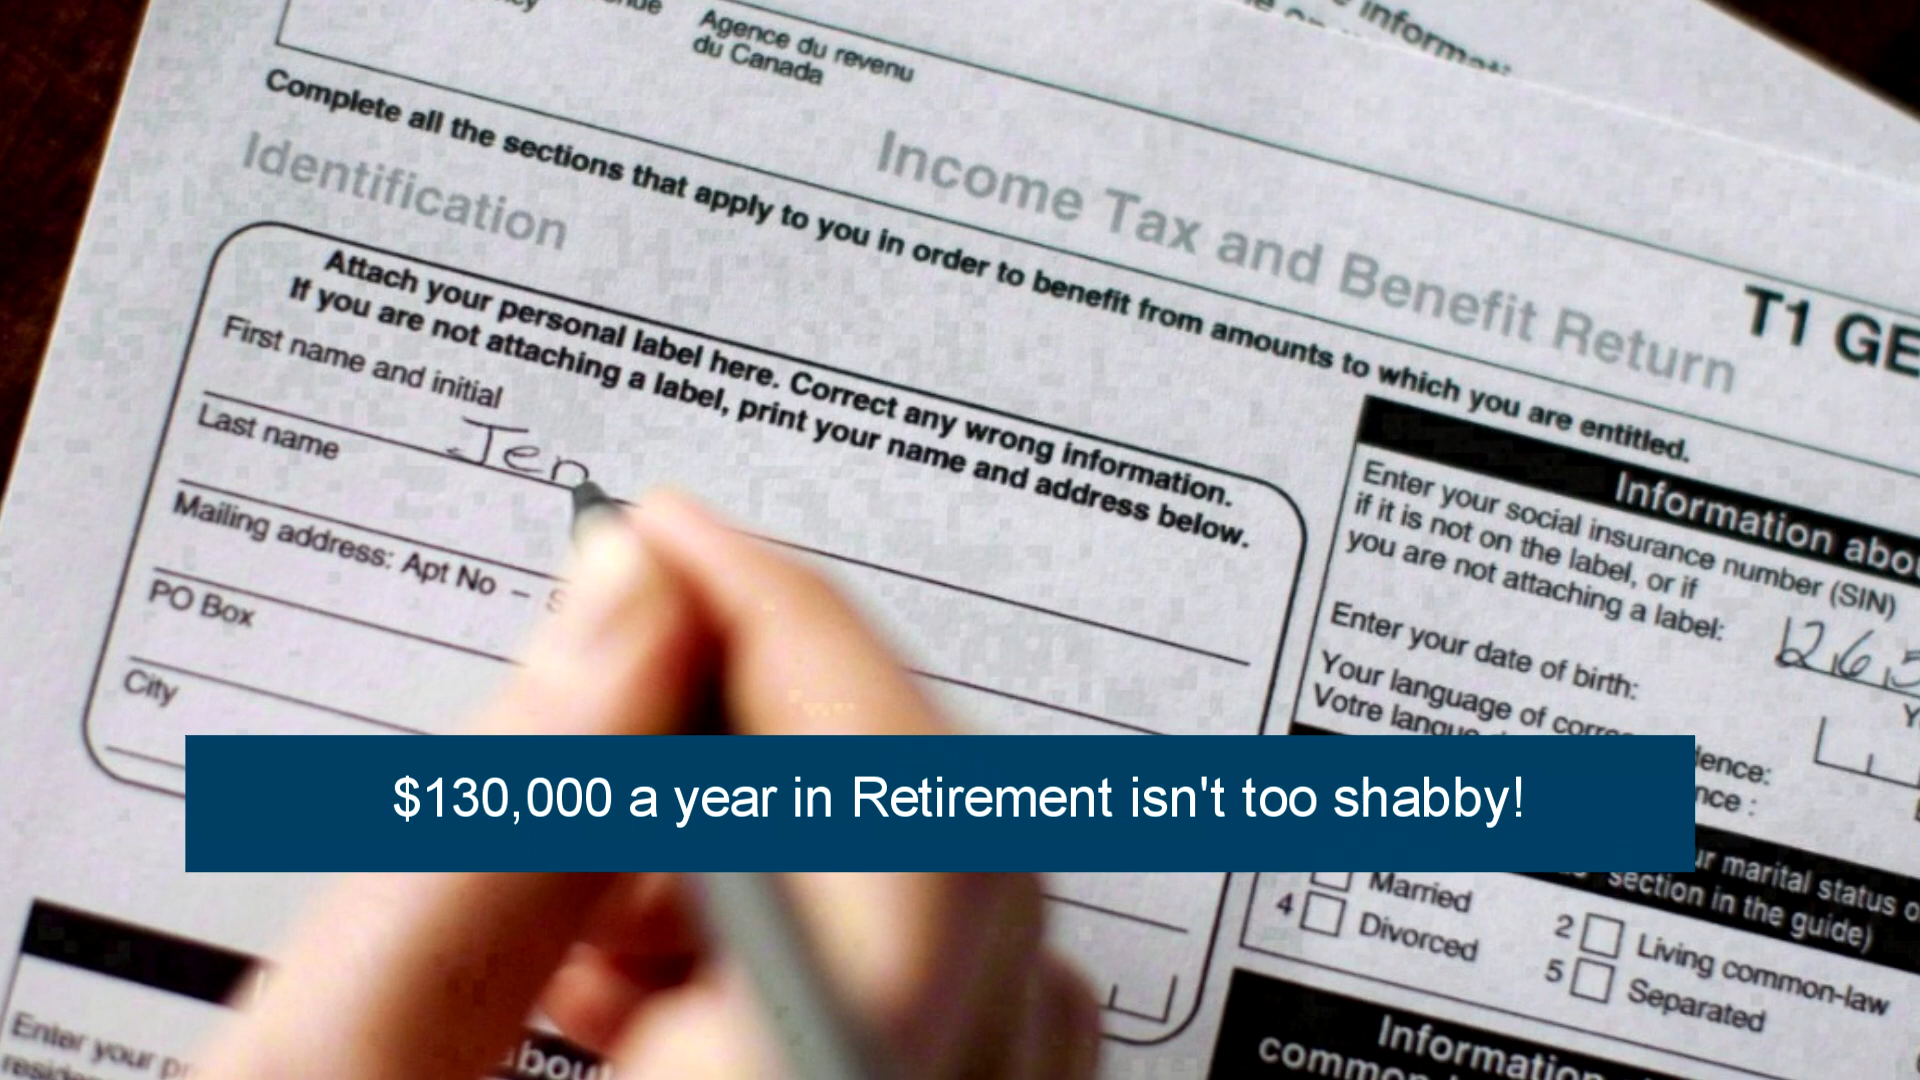 Agence du revenu
du Canada
Complete all the sections that apply to you in order to benefit from amounts to which you are entitled.
Income Tax and Benefit Return
T1 GE
Identification
Attach your personal label here. Correct any wrong information.
If you are not attaching a label, print your name and address below.
First name and initial
Jen
Last name
Mailing address: Apt No –
PO Box
City
Information
Enter your social insurance number (SIN)
if it is not on the label, or if
you are not attaching a label:
Enter your date of birth:
Your language of
Votre
$130,000 a year in Retirement isn't too shabby!
marital status
section in the guide)
Married
4 Divorced
2 Living common-law
5 Separated
Information
Enter your